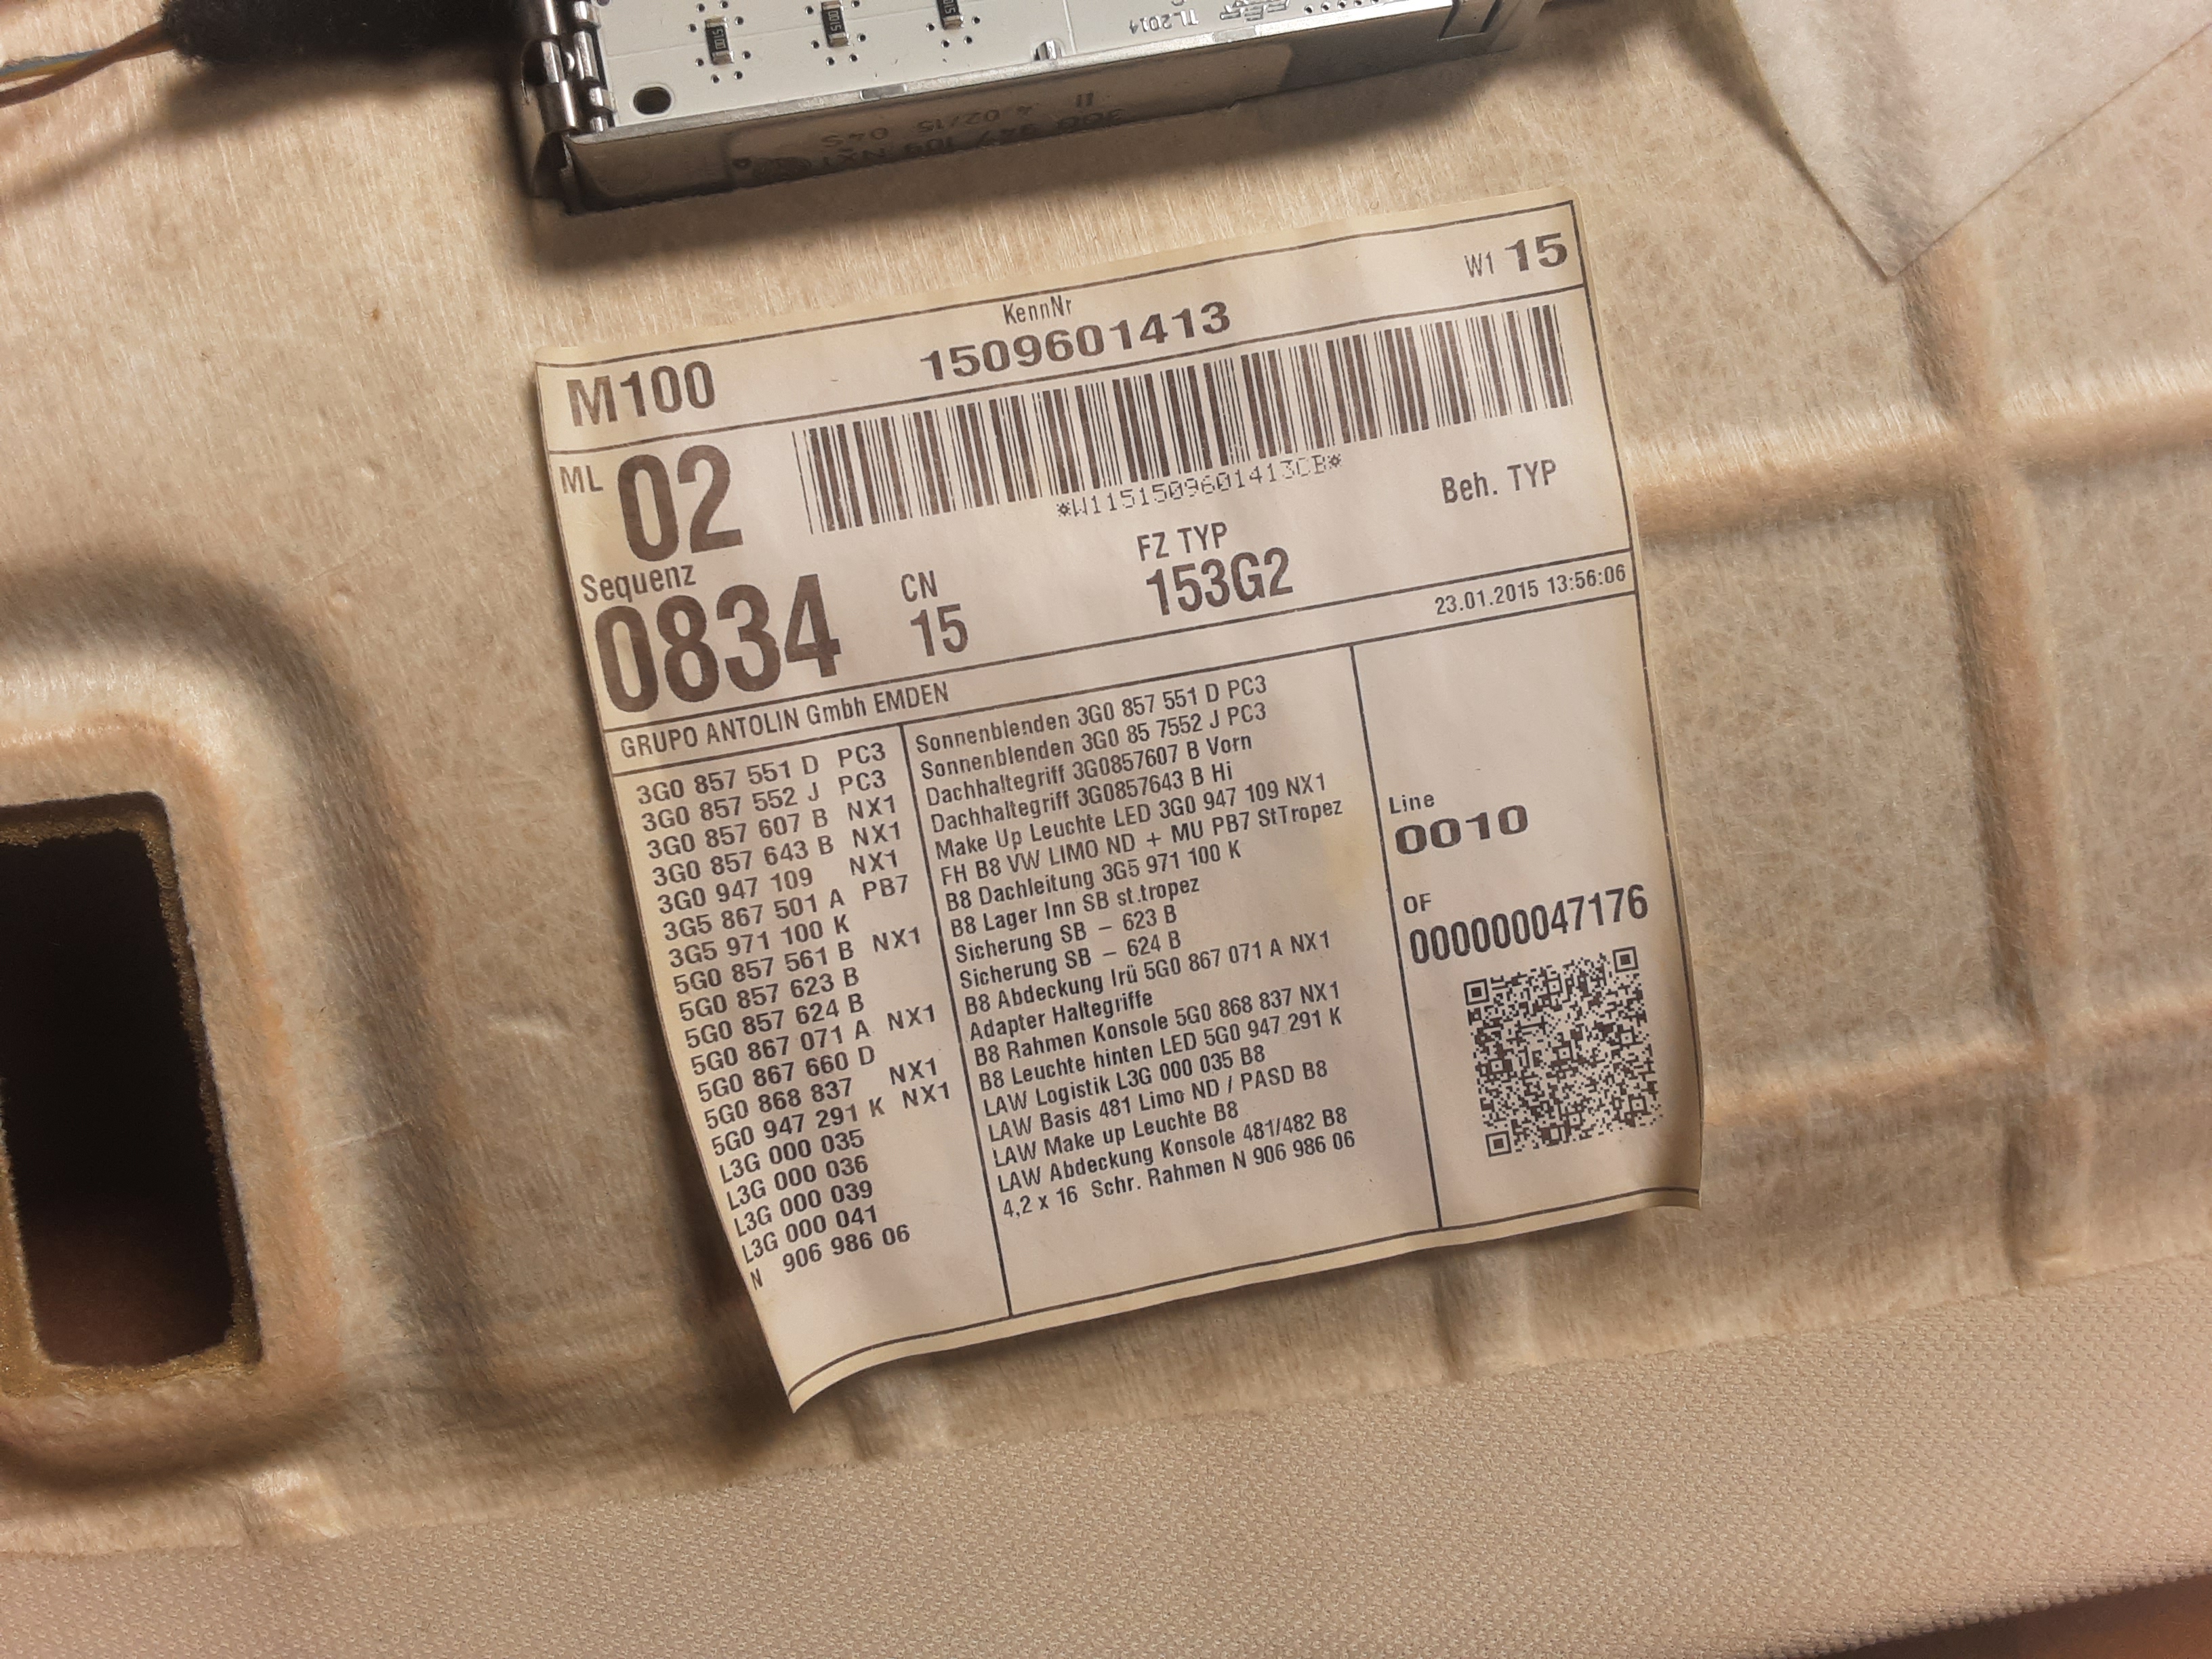 TL2014
4 02/15 04S
3G0 947 109 NX1
W1 15
KennNr
1509601413
M100
ML 02
*W115150960141​3CB*
Beh. TYP
FZ TYP
153G2
Sequenz
0834
CN
15
23.01.2015 13:56:06
GRUPO ANTOLIN Gmbh EMDEN
3G0 857 551 D PC3
3G0 857 552 J PC3
3G0 857 607 B NX1
3G0 857 643 B NX1
3G0 947 109 NX1
3G5 867 501 A PB7
3G5 971 100 K
5G0 857 561 B NX1
5G0 857 623 B
5G0 857 624 B
5G0 867 071 A NX1
5G0 867 660 D
5G0 868 837 NX1
5G0 947 291 K NX1
L3G 000 035
L3G 000 036
L3G 000 039
L3G 000 041
N 906 986 06
Sonnenblenden 3G0 857 551 D PC3
Sonnenblenden 3G0 85 7552 J PC3
Dachhaltegriff 3G0857607 B Vorn
Dachhaltegriff 3G0857643 B Hi
Make Up Leuchte LED 3G0 947 109 NX1
FH B8 VW LIMO ND + MU PB7 StTropez
B8 Dachleitung 3G5 971 100 K
B8 Lager Inn SB st.tropez
Sicherung SB – 623 B
Sicherung SB – 624 B
B8 Abdeckung Irü 5G0 867 071 A NX1
Adapter Haltegriffe
B8 Rahmen Konsole 5G0 868 837 NX1
B8 Leuchte hinten LED 5G0 947 291 K
LAW Logistik L3G 000 035 B8
LAW Basis 481 Limo ND / PASD B8
LAW Make up Leuchte B8
LAW Abdeckung Konsole 481/482 B8
4,2 x 16 Schr. Rahmen N 906 986 06
Line
0010
OF
000000047176